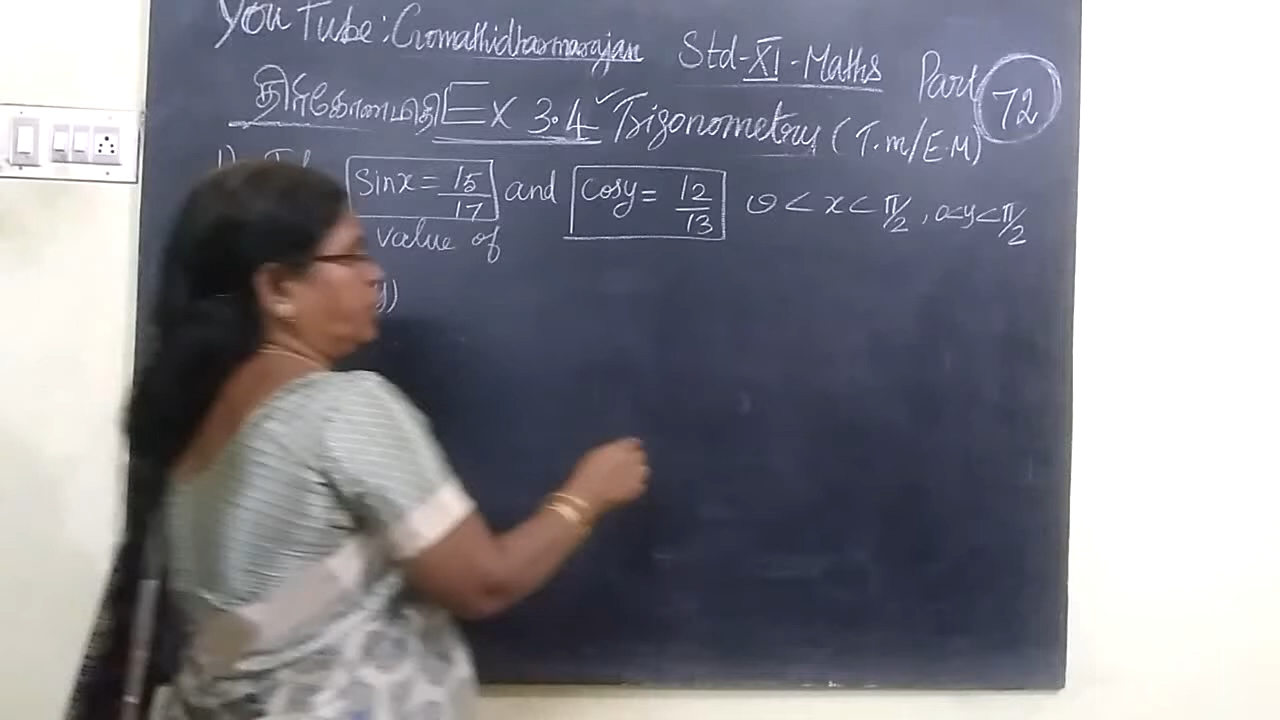 YouTube: Gomathidharmarajan Std-XI-Maths Part 72
திரிகோணமிதி Ex 3.4 ✓ Trigonometry (T.M/E.M)
1) sinx = 15/17 and cosy = 12/13 0 < x < π/2, 0<y<π/2
value of
y)